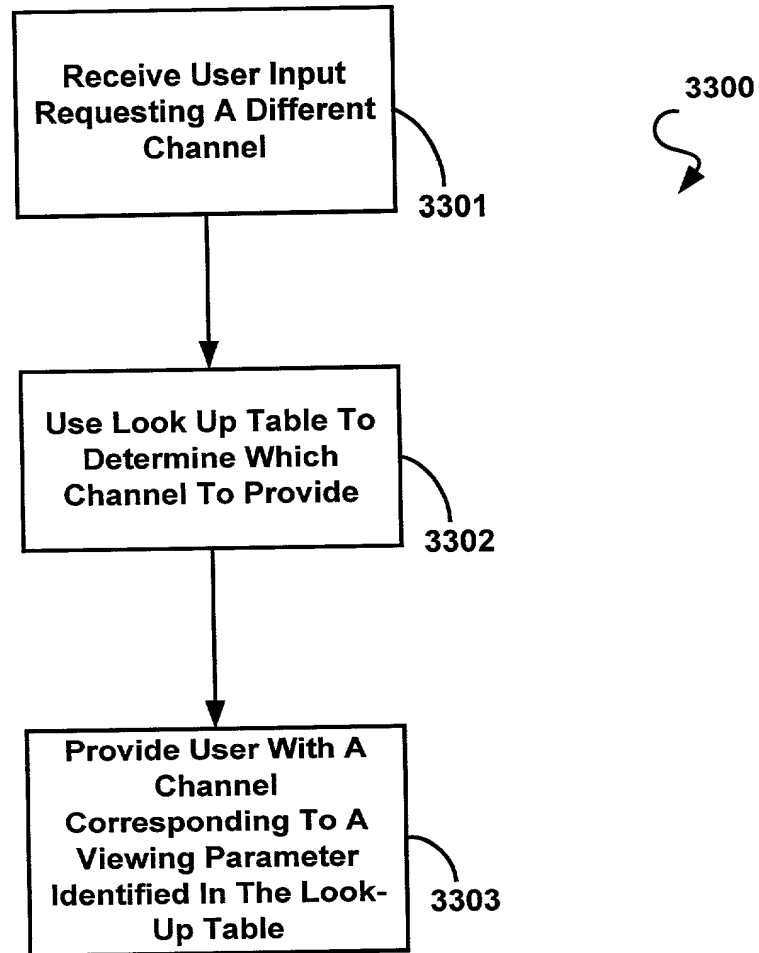 Receive User Input
Requesting A Different
Channel
3300
3301
Use Look Up Table To
Determine Which
Channel To Provide
3302
Provide User With A
Channel
Corresponding To A
Viewing Parameter
Identified In The Look-
Up Table
3303